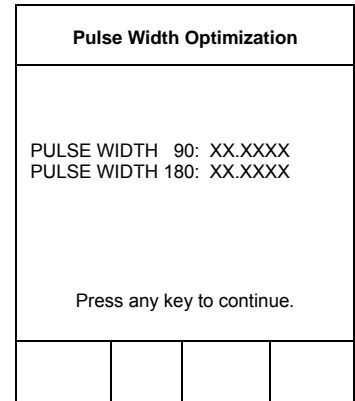 Pulse Width Optimization
PULSE WIDTH 90: XX.XXXX
PULSE WIDTH 180: XX.XXXX
Press any key to continue.